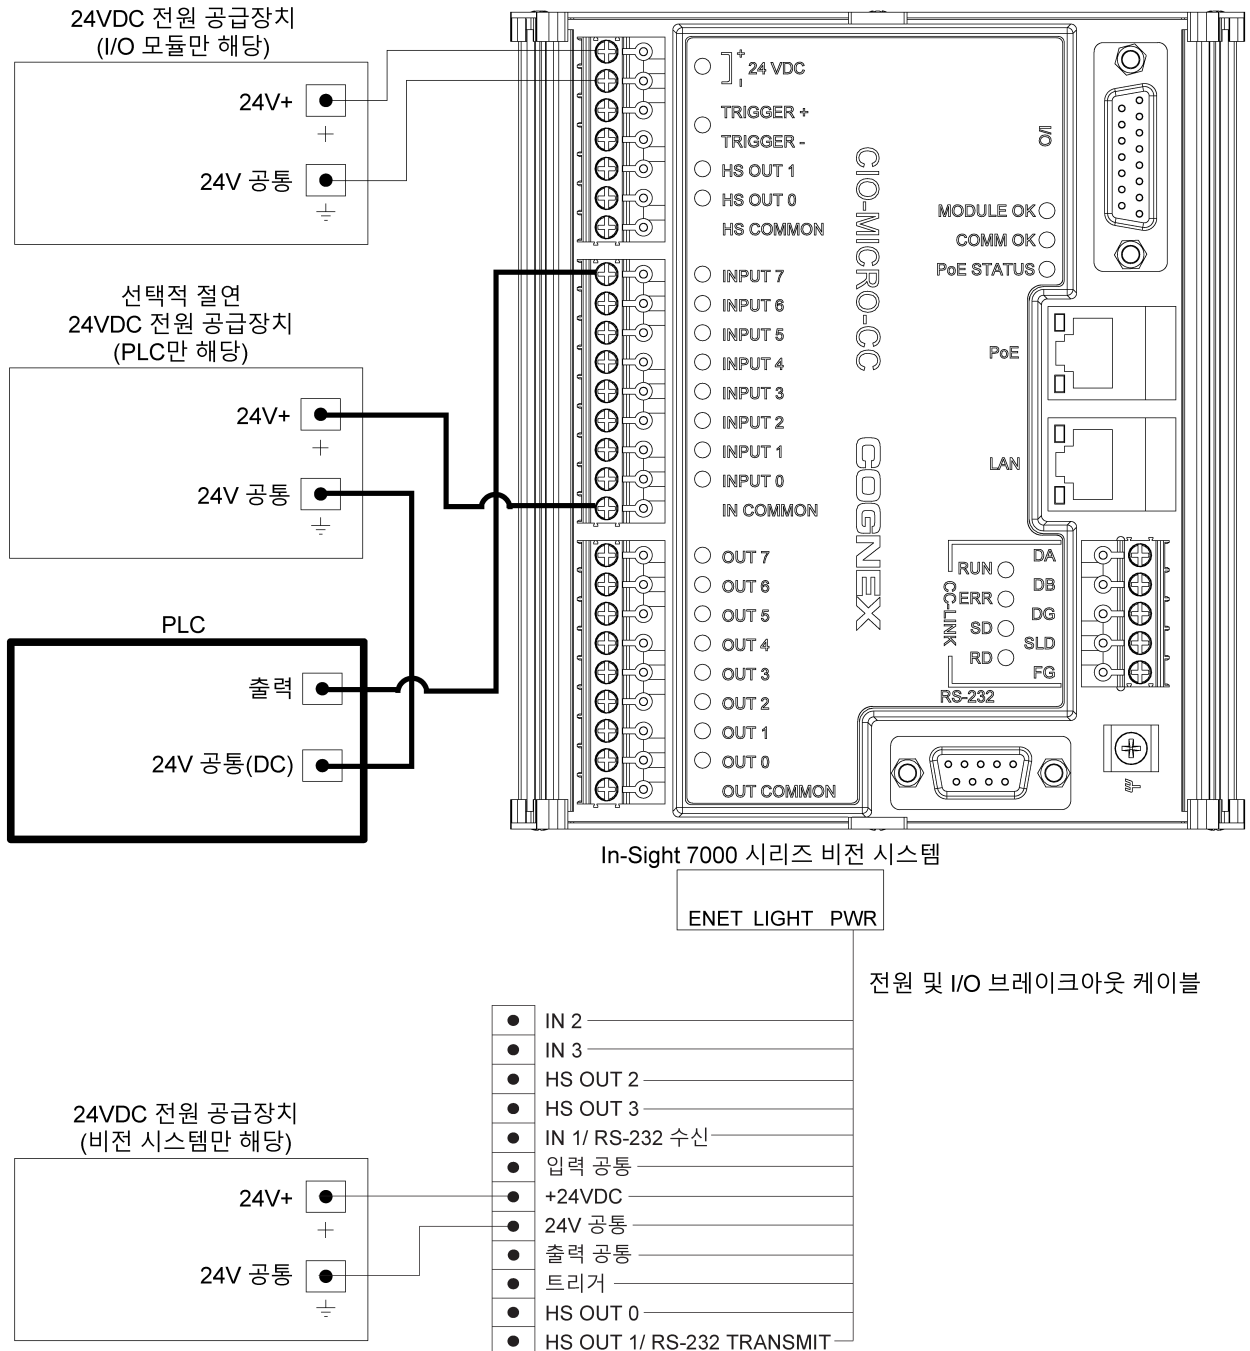 24VDC 전원 공급장치
(I/O 모듈만 해당)
24V+
+
24V 공통
선택적 절연
24VDC 전원 공급장치
(PLC만 해당)
24V+
+
24V 공통
PLC
출력
24V 공통(DC)
+
24 VDC
-
TRIGGER +
TRIGGER -
HS OUT 1
HS OUT 0
HS COMMON
INPUT 7
INPUT 6
INPUT 5
INPUT 4
INPUT 3
INPUT 2
INPUT 1
INPUT 0
IN COMMON
OUT 7
OUT 6
OUT 5
OUT 4
OUT 3
OUT 2
OUT 1
OUT 0
OUT COMMON
CIO-MICRO-CC
COGNEX
I/O
MODULE OK
COMM OK
PoE STATUS
PoE
LAN
CC-LINK
RUN
ERR
SD
RD
DA
DB
DG
SLD
FG
RS-232
In-Sight 7000 시리즈 비전 시스템
ENET LIGHT PWR
전원 및 I/O 브레이크아웃 케이블
IN 2
IN 3
HS OUT 2
HS OUT 3
IN 1/ RS-232 수신
입력 공통
+24VDC
24V 공통
출력 공통
트리거
HS OUT 0
HS OUT 1/ RS-232 TRANSMIT
24VDC 전원 공급장치
(비전 시스템만 해당)
24V+
+
24V 공통